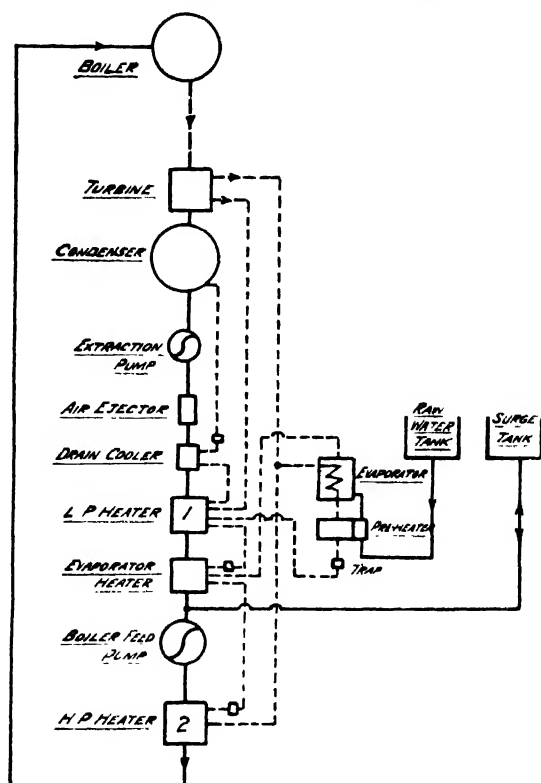 BOILER
TURBINE
CONDENSER
EXTRACTION
PUMP
AIR EJECTOR
DRAIN COOLER
L P HEATER
1
EVAPORATOR
HEATER
BOILER FEED
PUMP
H P HEATER
2
EVAPORATOR
PREHEATER
TRAP
RAW
WATER
TANK
SURGE
TANK